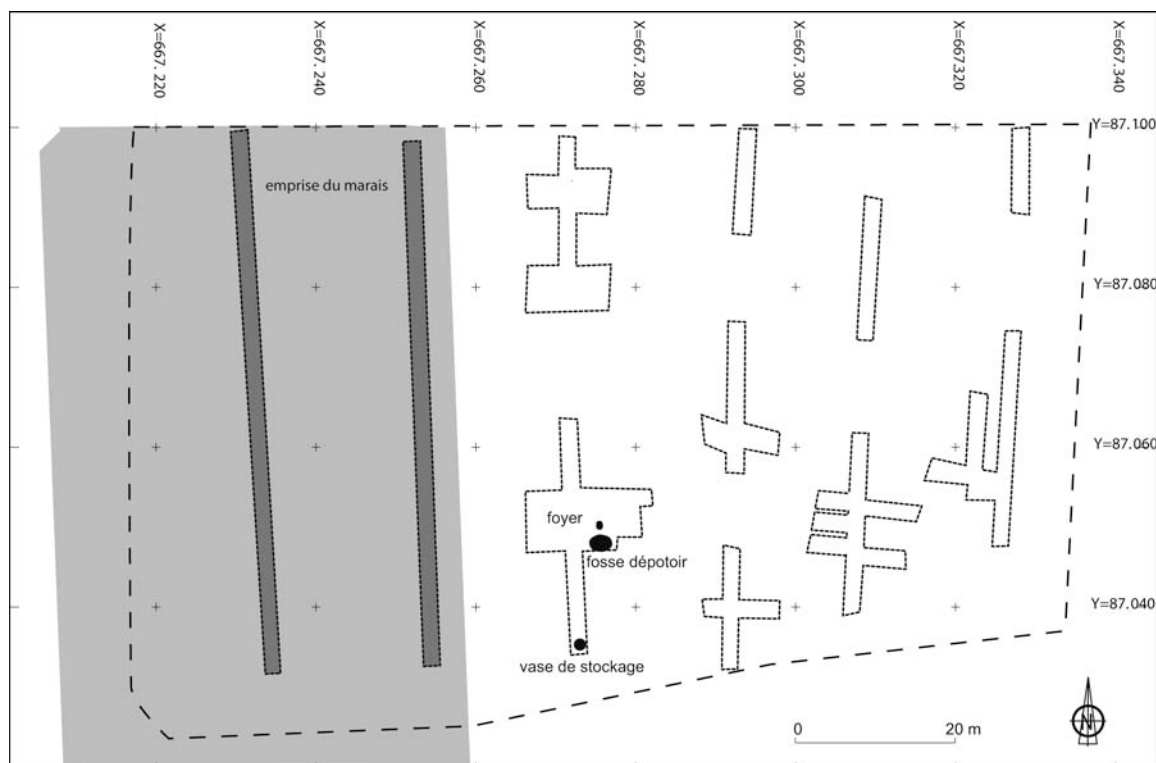 X=667. 220
X=667. 240
X=667. 260
X=667. 280
X=667. 300
X=667. 320
X=667. 340
Y=87.100
emprise du marais
Y=87.080
Y=87.060
foyer
fosse dépotoir
Y=87.040
vase de stockage
N
0 20 m